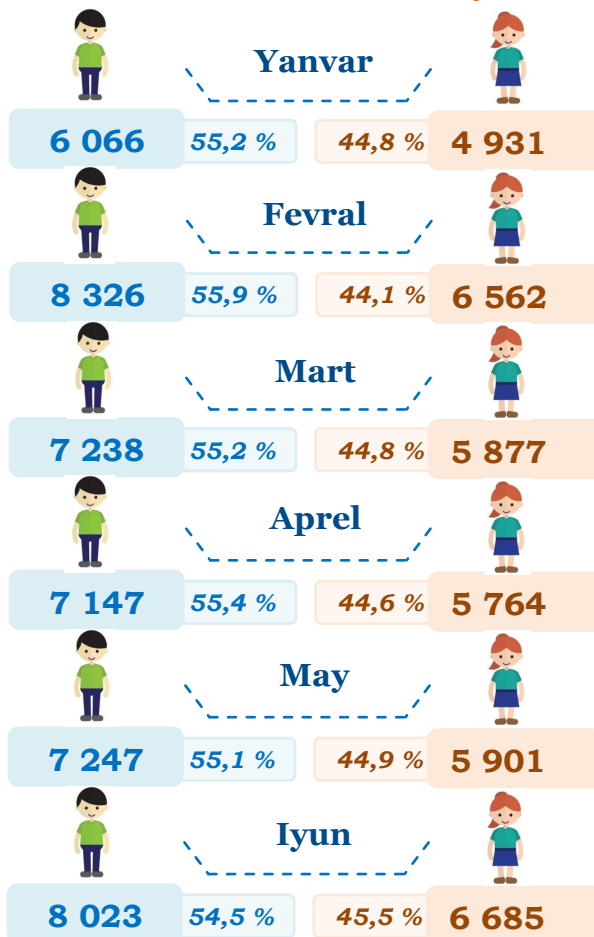 Yanvar
6 066 55,2 % 44,8 % 4 931
Fevral
8 326 55,9 % 44,1 % 6 562
Mart
7 238 55,2 % 44,8 % 5 877
Aprel
7 147 55,4 % 44,6 % 5 764
May
7 247 55,1 % 44,9 % 5 901
Iyun
8 023 54,5 % 45,5 % 6 685